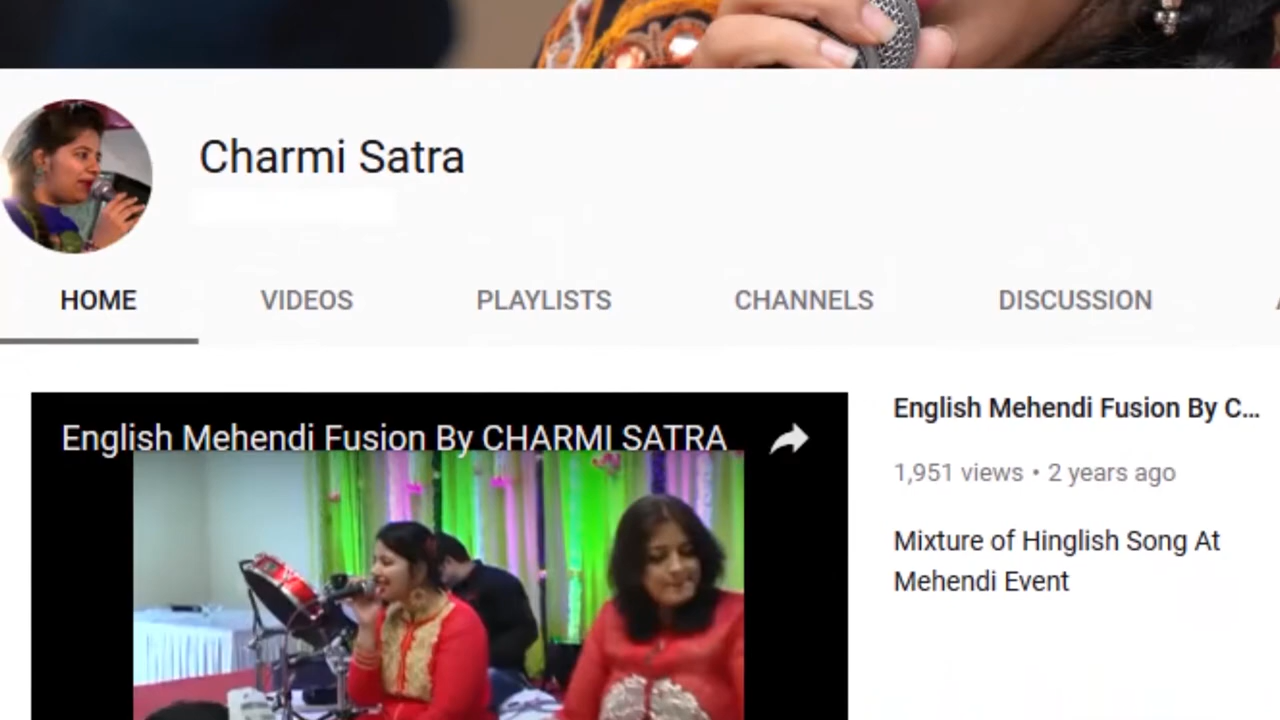 Charmi Satra
HOME VIDEOS PLAYLISTS CHANNELS DISCUSSION
English Mehendi Fusion By CHARMI SATRA
English Mehendi Fusion By C...
1,951 views • 2 years ago
Mixture of Hinglish Song At
Mehendi Event